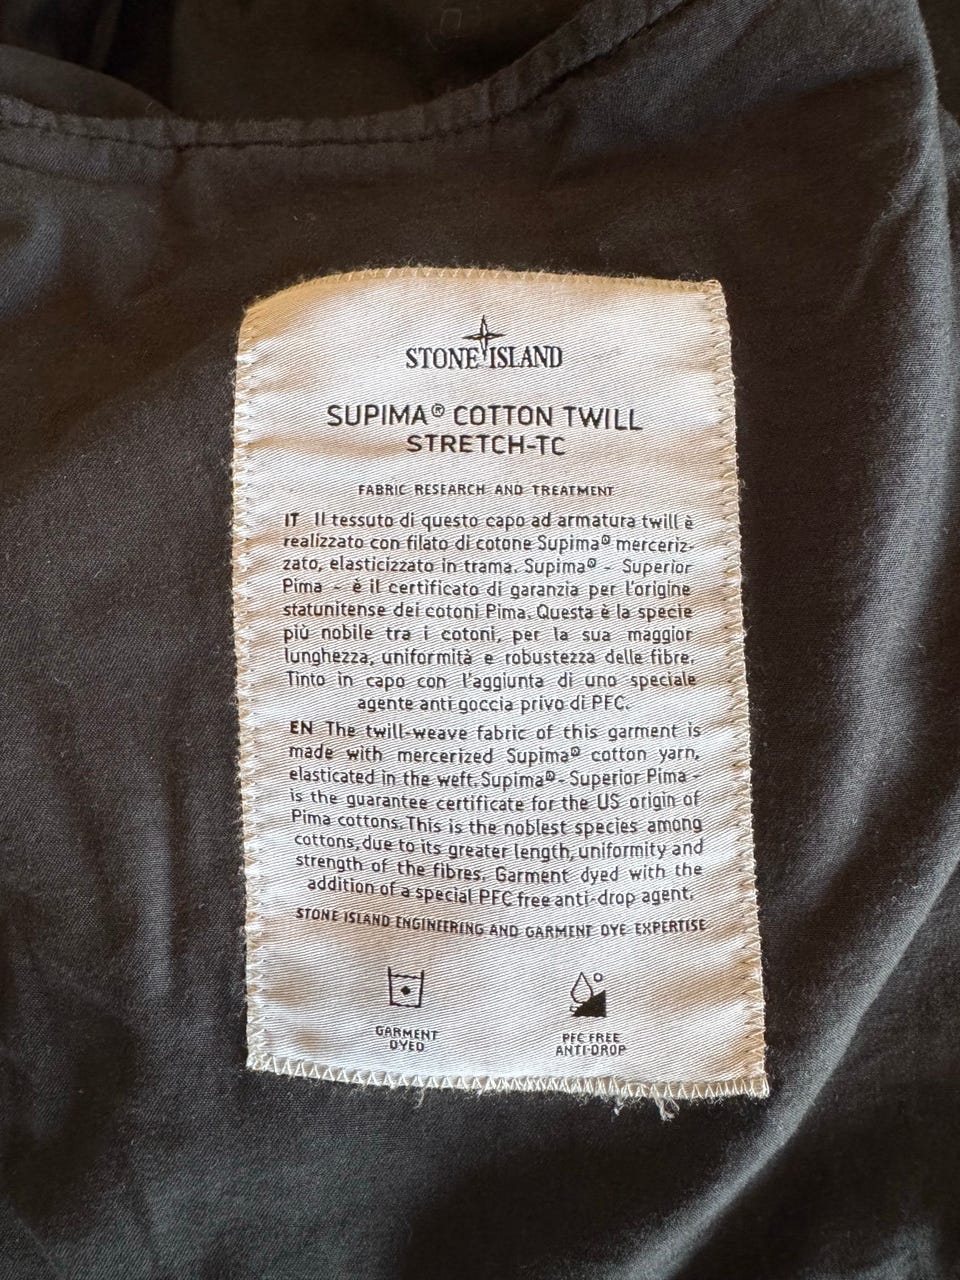 STONE ISLAND
SUPIMA® COTTON TWILL
STRETCH-TC
FABRIC RESEARCH AND TREATMENT
IT Il tessuto di questo capo ad armatura twill è
realizzato con filato di cotone Supima® merceriz-
zato, elasticizzato in trama. Supima® - Superior
Pima - è il certificato di garanzia per l'origine
statunitense dei cotoni Pima. Questa è la specie
più nobile tra i cotoni, per la sua maggior
lunghezza, uniformità e robustezza delle fibre.
Tinto in capo con l'aggiunta di uno speciale
agente anti goccia privo di PFC.
EN The twill-weave fabric of this garment is
made with mercerized Supima® cotton yarn,
elasticated in the weft. Supima® - Superior Pima -
is the guarantee certificate for the US origin of
Pima cottons. This is the noblest species among
cottons, due to its greater length, uniformity and
strength of the fibres. Garment dyed with the
addition of a special PFC free anti-drop agent.
STONE ISLAND ENGINEERING AND GARMENT DYE EXPERTISE
GARMENT
DYED
PFC FREE
ANTI-DROP